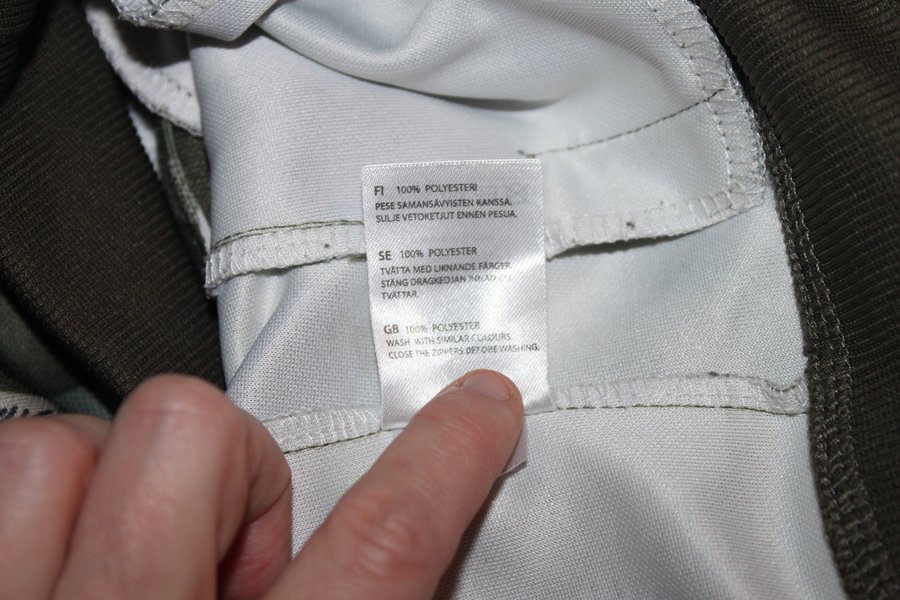 FI 100% POLYESTERI
PESE SAMANSÄVYISTEN KANSSA.
SULJE VETOKETJUT ENNEN PESUA.
SE 100% POLYESTER
TVÄTTA MED LIKNANDE FÄRGER.
STÄNG DRAGKEDJAN INNAN DU
TVÄTTAR.
GB 100% POLYESTER
WASH WITH SIMILAR COLOURS.
CLOSE THE ZIPPERS BEFORE WASHING.